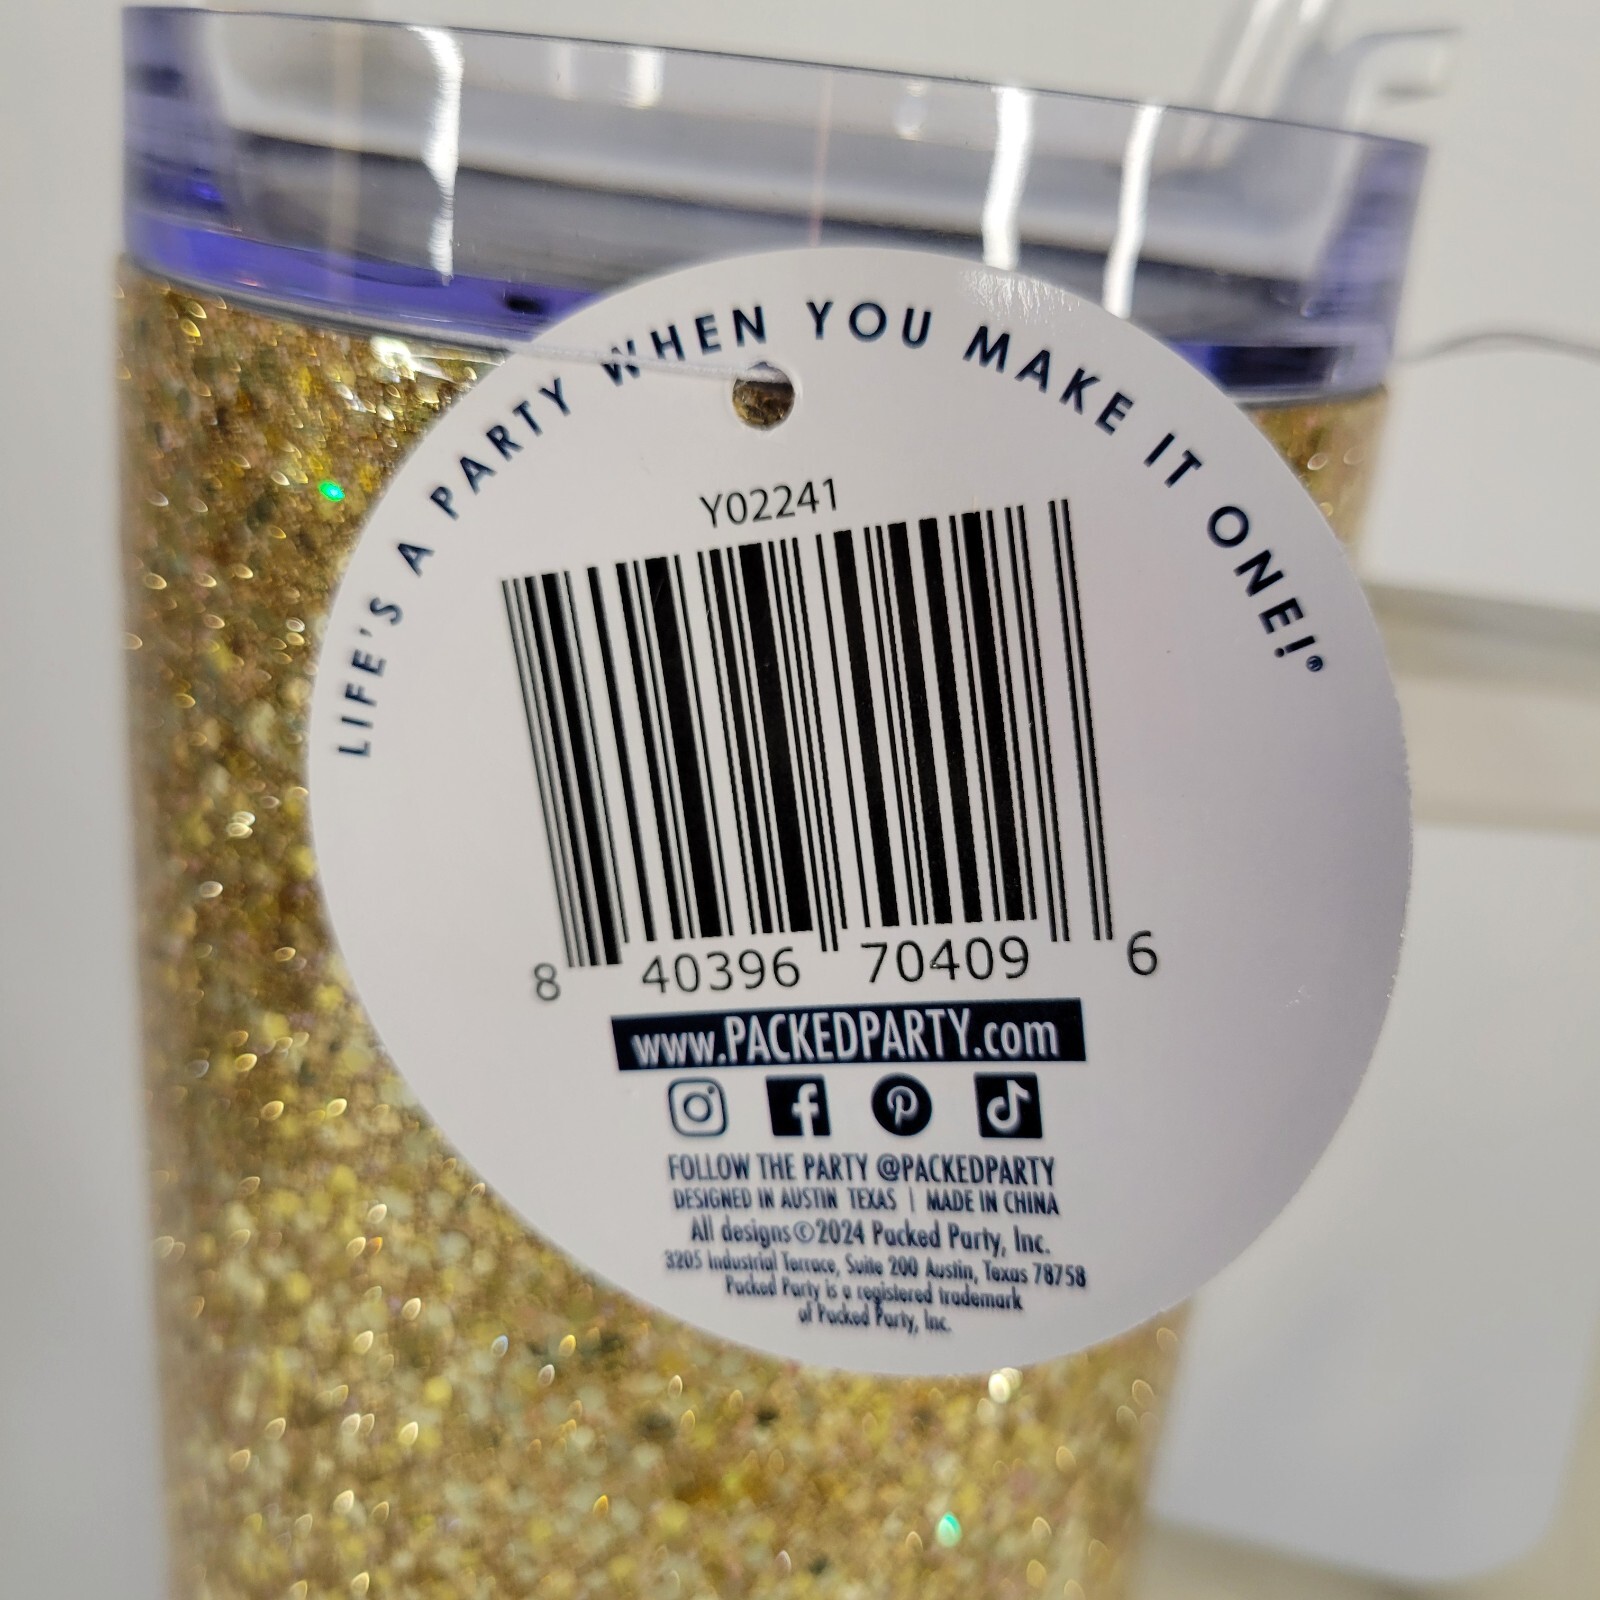 LIFE'S A PARTY WHEN YOU MAKE IT ONE!®
Y02241
8 40396 70409 6
www.PACKEDPARTY.com
FOLLOW THE PARTY @PACKEDPARTY
DESIGNED IN AUSTIN TEXAS | MADE IN CHINA
All designs©2024 Packed Party, Inc.
3205 Industrial Terrace, Suite 200 Austin, Texas 78758
Packed Party is a registered trademark
of Packed Party, Inc.